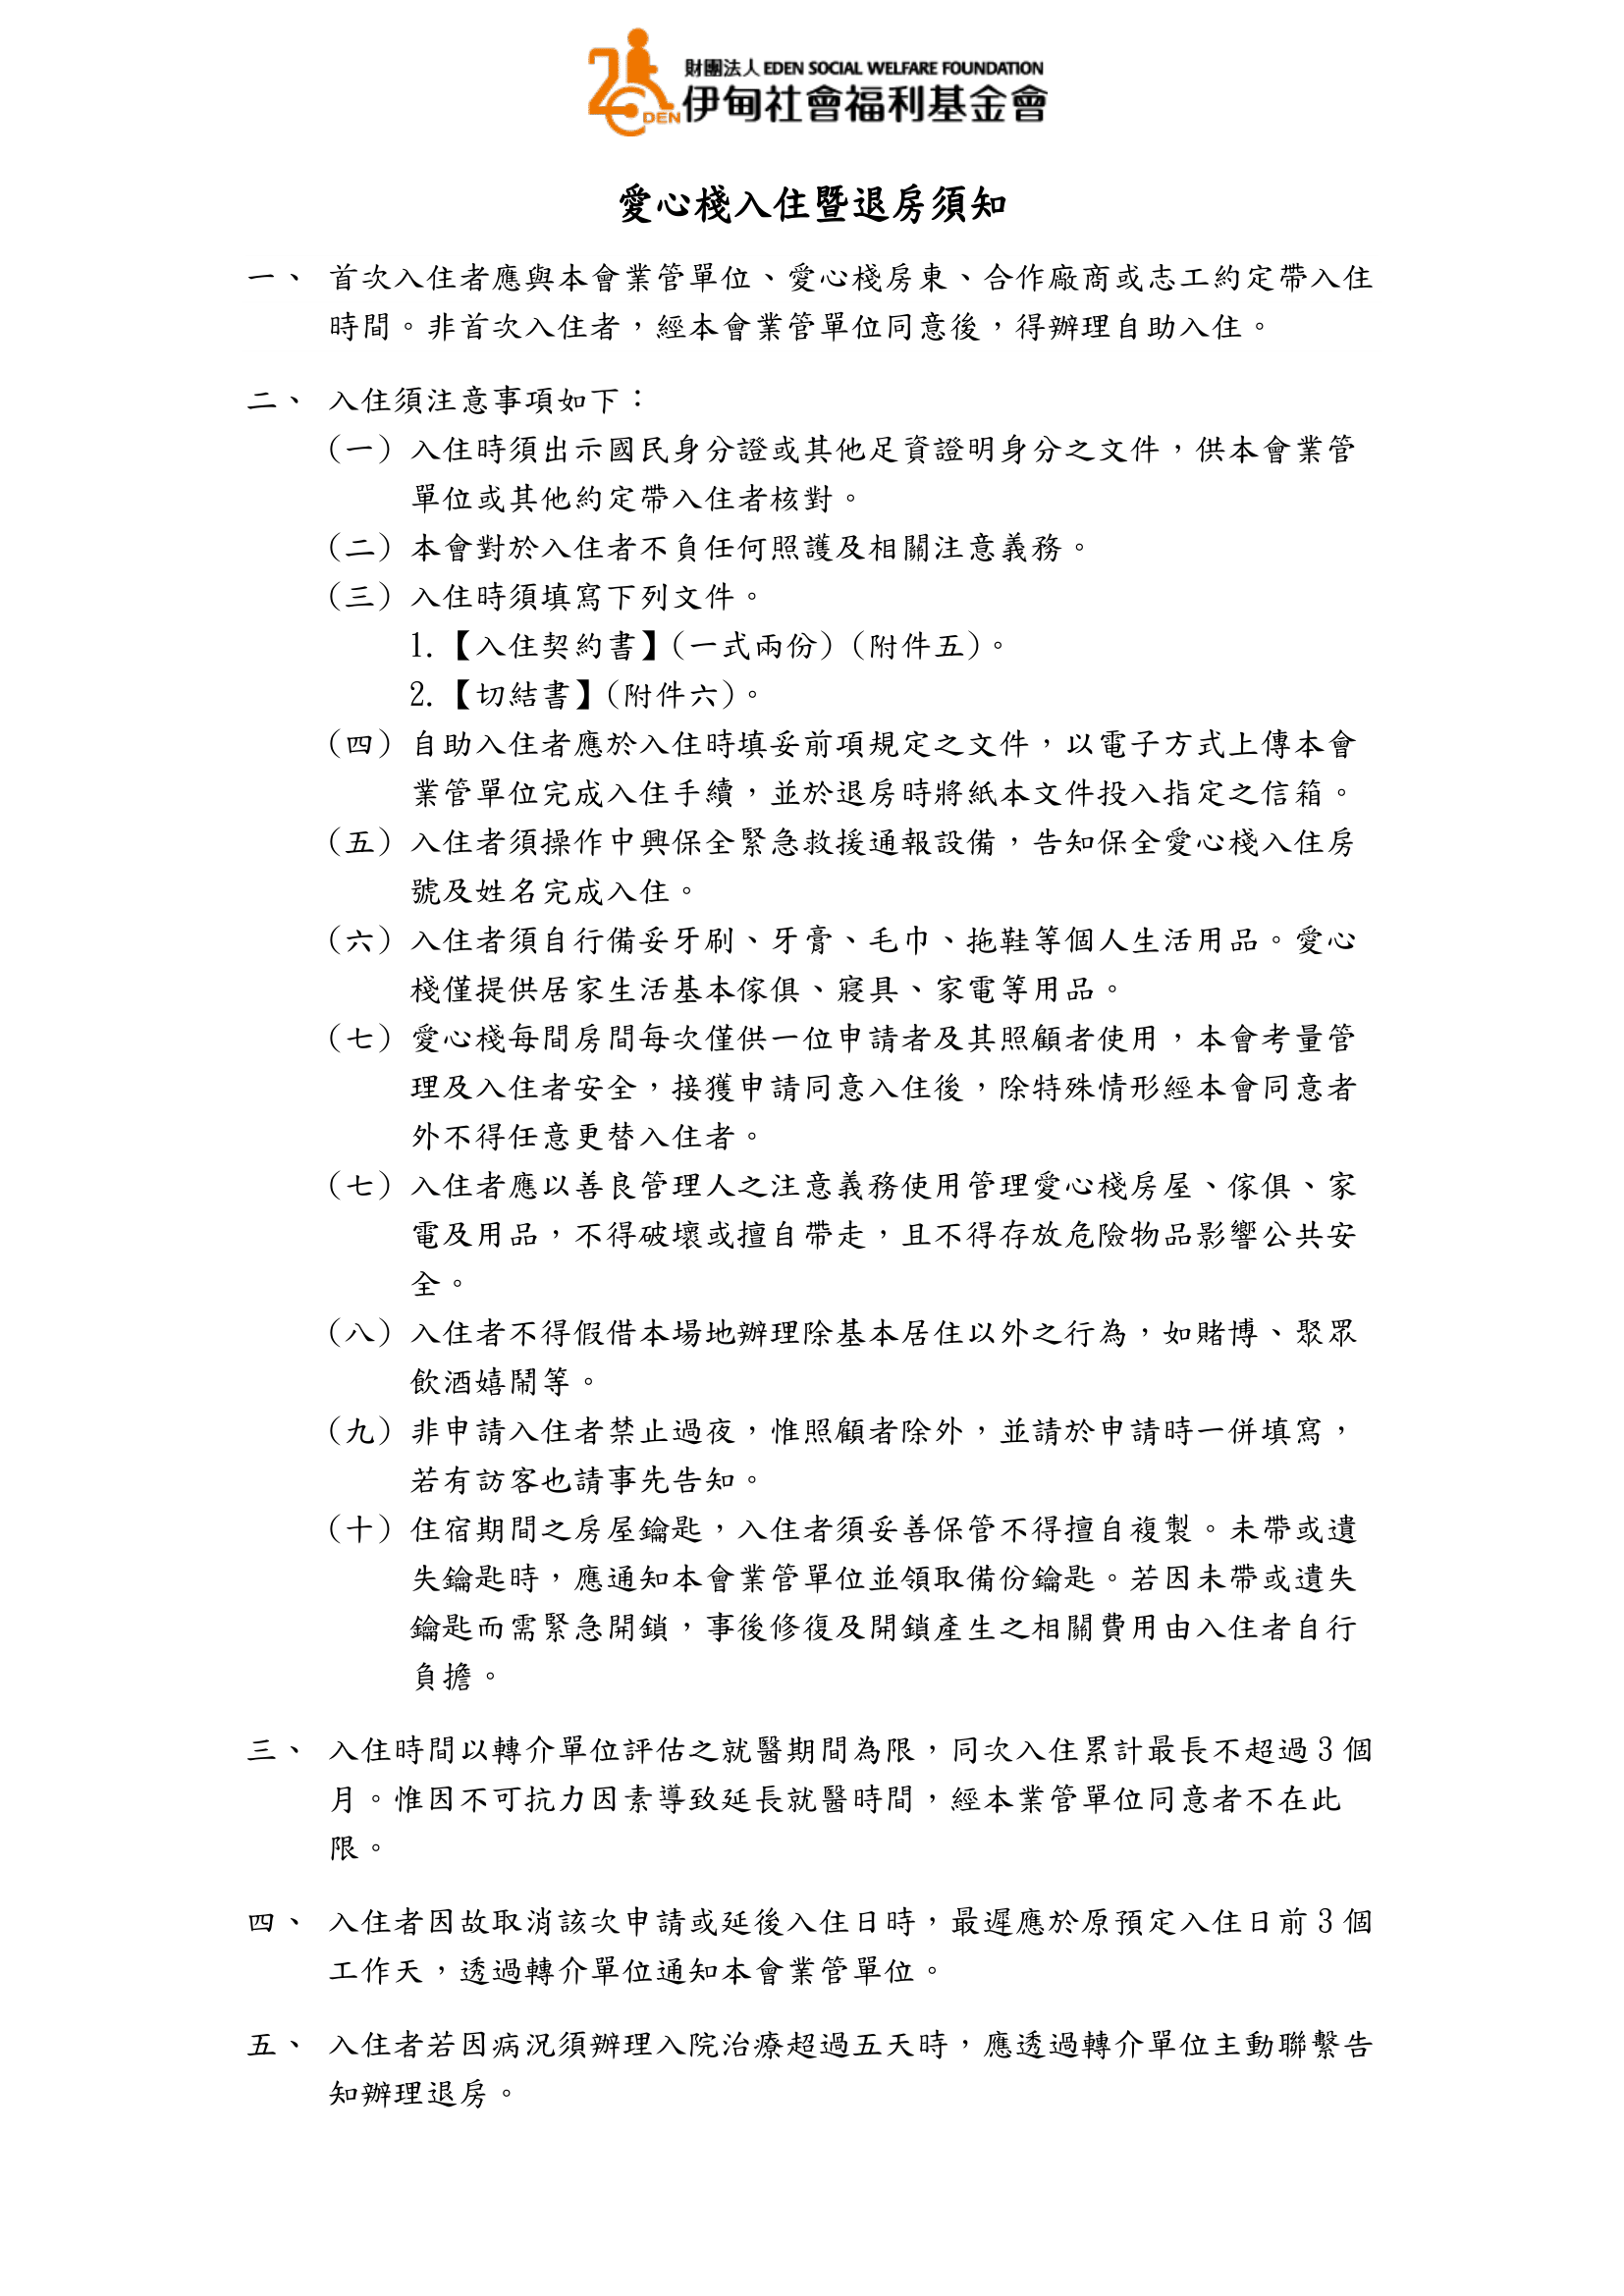 財團法人 EDEN SOCIAL WELFARE FOUNDATION
伊甸社會福利基金會
DEN
愛心棧入住暨退房須知
一、 首次入住者應與本會業管單位、愛心棧房東、合作廠商或志工約定帶入住
時間。非首次入住者，經本會業管單位同意後，得辦理自助入住。
二、 入住須注意事項如下：
(一) 入住時須出示國民身分證或其他足資證明身分之文件，供本會業管
單位或其他約定帶入住者核對。
(二) 本會對於入住者不負任何照護及相關注意義務。
(三) 入住時須填寫下列文件。
1.【入住契約書】(一式兩份) (附件五)。
2.【切結書】(附件六)。
(四) 自助入住者應於入住時填妥前項規定之文件，以電子方式上傳本會
業管單位完成入住手續，並於退房時將紙本文件投入指定之信箱。
(五) 入住者須操作中興保全緊急救援通報設備，告知保全愛心棧入住房
號及姓名完成入住。
(六) 入住者須自行備妥牙刷、牙膏、毛巾、拖鞋等個人生活用品。愛心
棧僅提供居家生活基本傢俱、寢具、家電等用品。
(七) 愛心棧每間房間每次僅供一位申請者及其照顧者使用，本會考量管
理及入住者安全，接獲申請同意入住後，除特殊情形經本會同意者
外不得任意更替入住者。
(七) 入住者應以善良管理人之注意義務使用管理愛心棧房屋、傢俱、家
電及用品，不得破壞或擅自帶走，且不得存放危險物品影響公共安
全。
(八) 入住者不得假借本場地辦理除基本居住以外之行為，如賭博、聚眾
飲酒嬉鬧等。
(九) 非申請入住者禁止過夜，惟照顧者除外，並請於申請時一併填寫，
若有訪客也請事先告知。
(十) 住宿期間之房屋鑰匙，入住者須妥善保管不得擅自複製。未帶或遺
失鑰匙時，應通知本會業管單位並領取備份鑰匙。若因未帶或遺失
鑰匙而需緊急開鎖，事後修復及開鎖產生之相關費用由入住者自行
負擔。
三、 入住時間以轉介單位評估之就醫期間為限，同次入住累計最長不超過 3 個
月。惟因不可抗力因素導致延長就醫時間，經本業管單位同意者不在此
限。
四、 入住者因故取消該次申請或延後入住日時，最遲應於原預定入住日前 3 個
工作天，透過轉介單位通知本會業管單位。
五、 入住者若因病況須辦理入院治療超過五天時，應透過轉介單位主動聯繫告
知辦理退房。